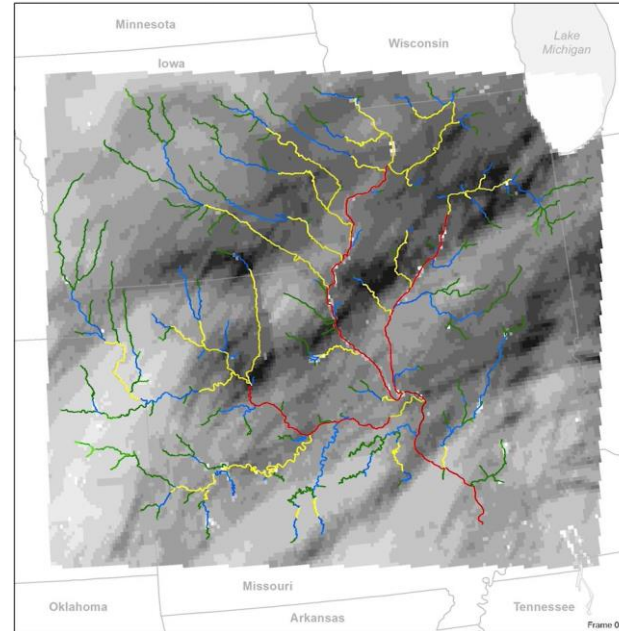 Minnesota
Wisconsin
Lake
Michigan
Iowa
Missouri
Oklahoma
Arkansas
Tennessee
Frame 0